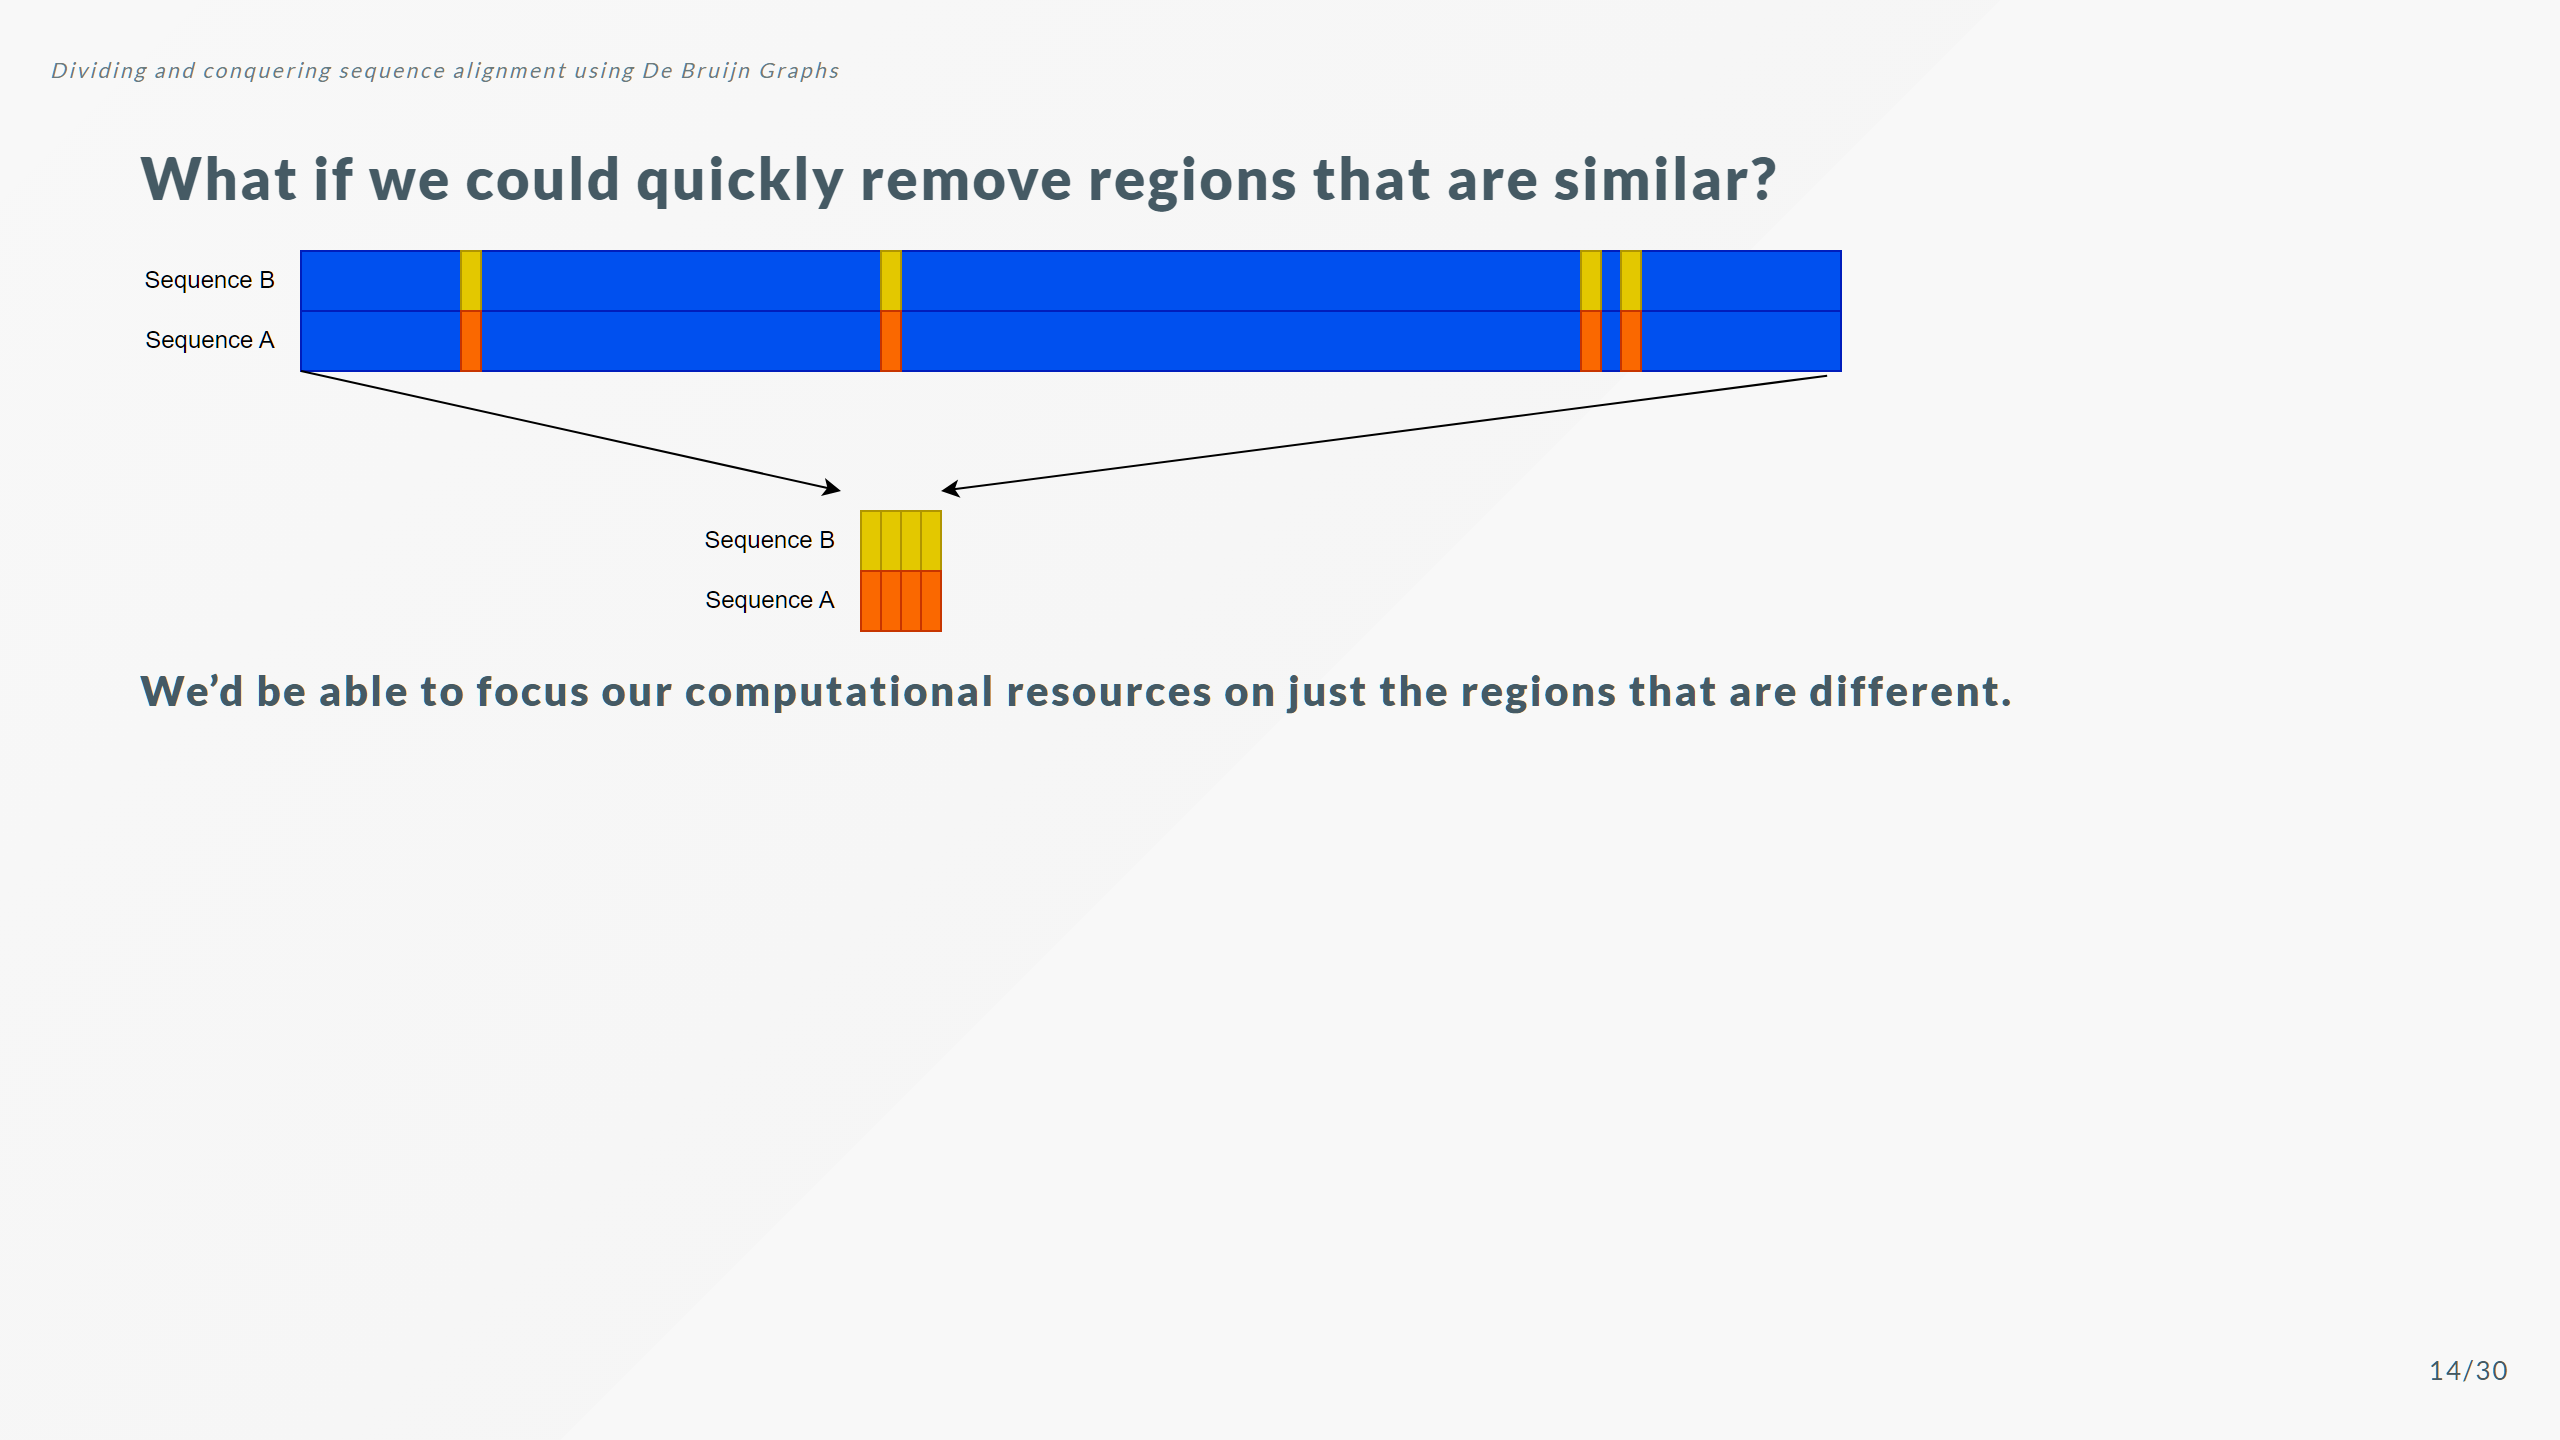 Dividing and conquering sequence alignment using De Bruijn Graphs
What if we could quickly remove regions that are similar?
Sequence B
Sequence A
Sequence B
Sequence A
We’d be able to focus our computational resources on just the regions that are different.
14/30